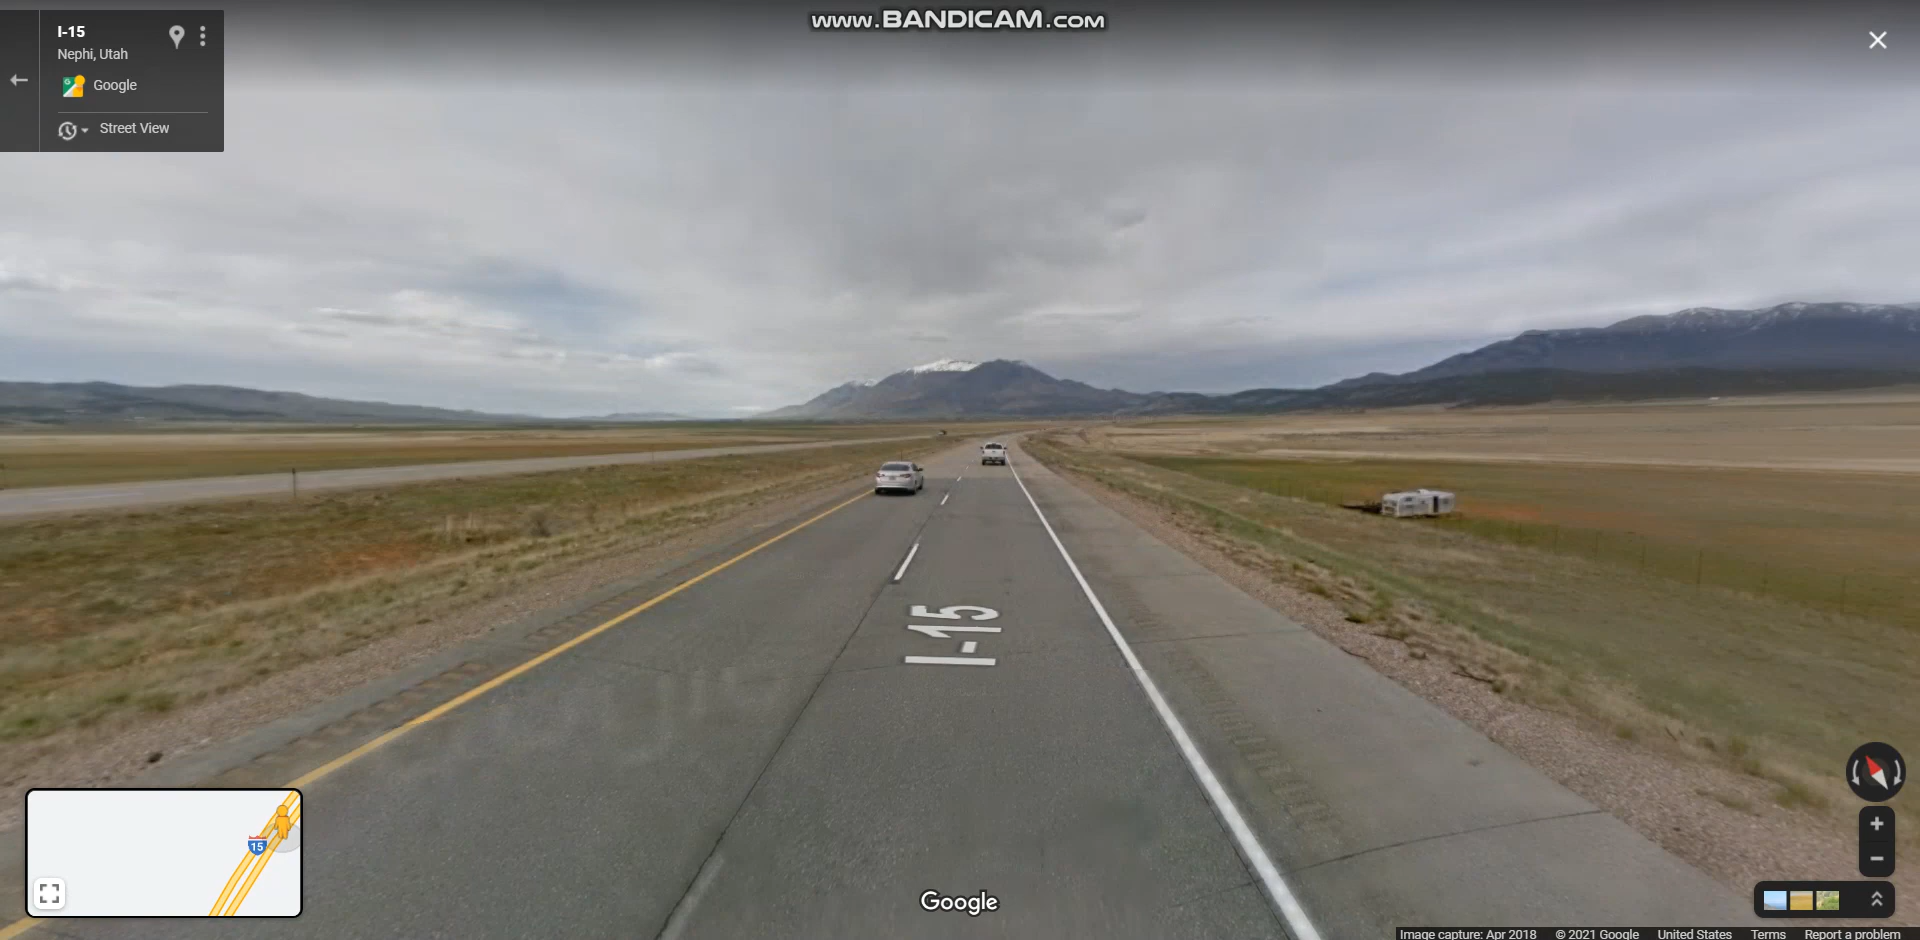 www.BANDICAM.com
I-15
Nephi, Utah
G
Google
Street View
I-15
15
Google
Image capture: Apr 2018 © 2021 Google United States Terms Report a problem